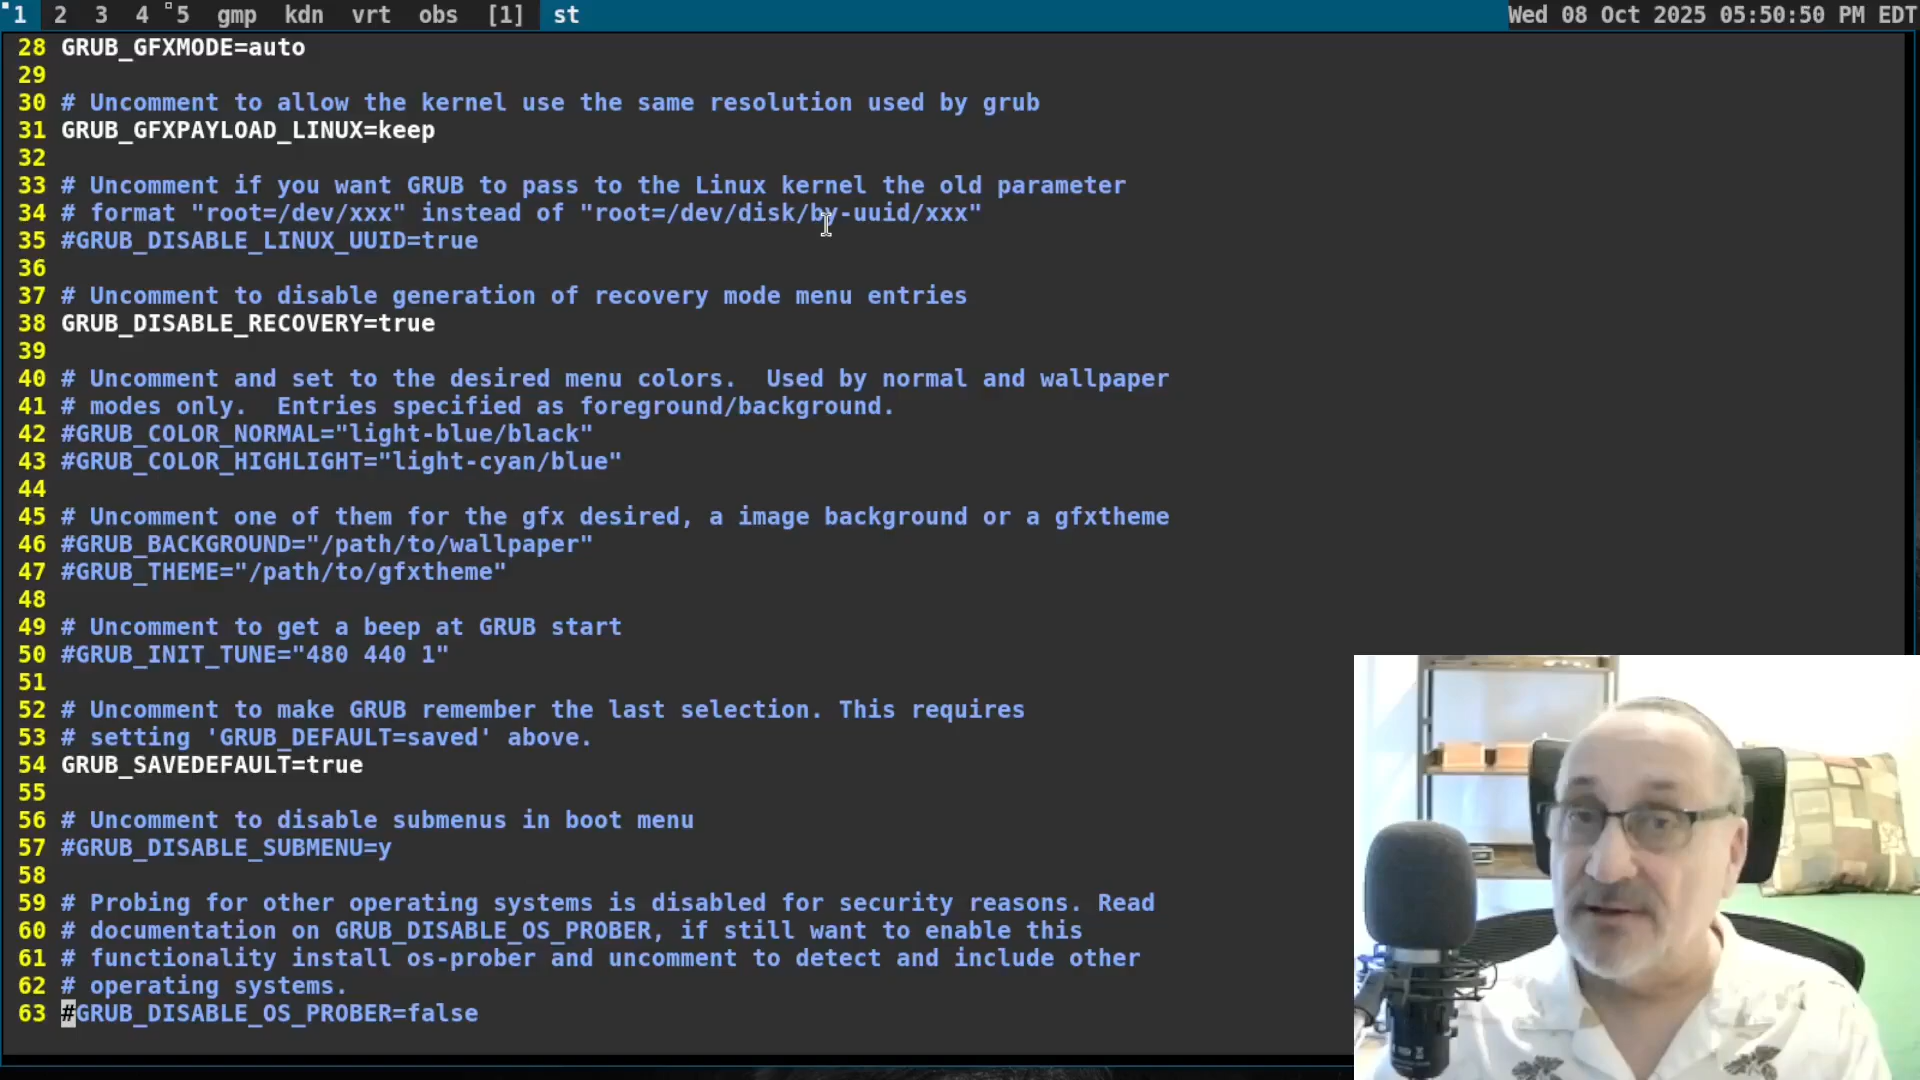 1 2 3 4 5 gmp kdn vrt obs [1] st Wed 08 Oct 2025 05:50:50 PM EDT
28 GRUB_GFXMODE=auto
29
30 # Uncomment to allow the kernel use the same resolution used by grub
31 GRUB_GFXPAYLOAD_LINUX=keep
32
33 # Uncomment if you want GRUB to pass to the Linux kernel the old parameter
34 # format "root=/dev/xxx" instead of "root=/dev/disk/by-uuid/xxx"
35 #GRUB_DISABLE_LINUX_UUID=true
36
37 # Uncomment to disable generation of recovery mode menu entries
38 GRUB_DISABLE_RECOVERY=true
39
40 # Uncomment and set to the desired menu colors.  Used by normal and wallpaper
41 # modes only.  Entries specified as foreground/background.
42 #GRUB_COLOR_NORMAL="light-blue/black"
43 #GRUB_COLOR_HIGHLIGHT="light-cyan/blue"
44
45 # Uncomment one of them for the gfx desired, a image background or a gfxtheme
46 #GRUB_BACKGROUND="/path/to/wallpaper"
47 #GRUB_THEME="/path/to/gfxtheme"
48
49 # Uncomment to get a beep at GRUB start
50 #GRUB_INIT_TUNE="480 440 1"
51
52 # Uncomment to make GRUB remember the last selection. This requires
53 # setting 'GRUB_DEFAULT=saved' above.
54 GRUB_SAVEDEFAULT=true
55
56 # Uncomment to disable submenus in boot menu
57 #GRUB_DISABLE_SUBMENU=y
58
59 # Probing for other operating systems is disabled for security reasons. Read
60 # documentation on GRUB_DISABLE_OS_PROBER, if still want to enable this
61 # functionality install os-prober and uncomment to detect and include other
62 # operating systems.
63 #GRUB_DISABLE_OS_PROBER=false